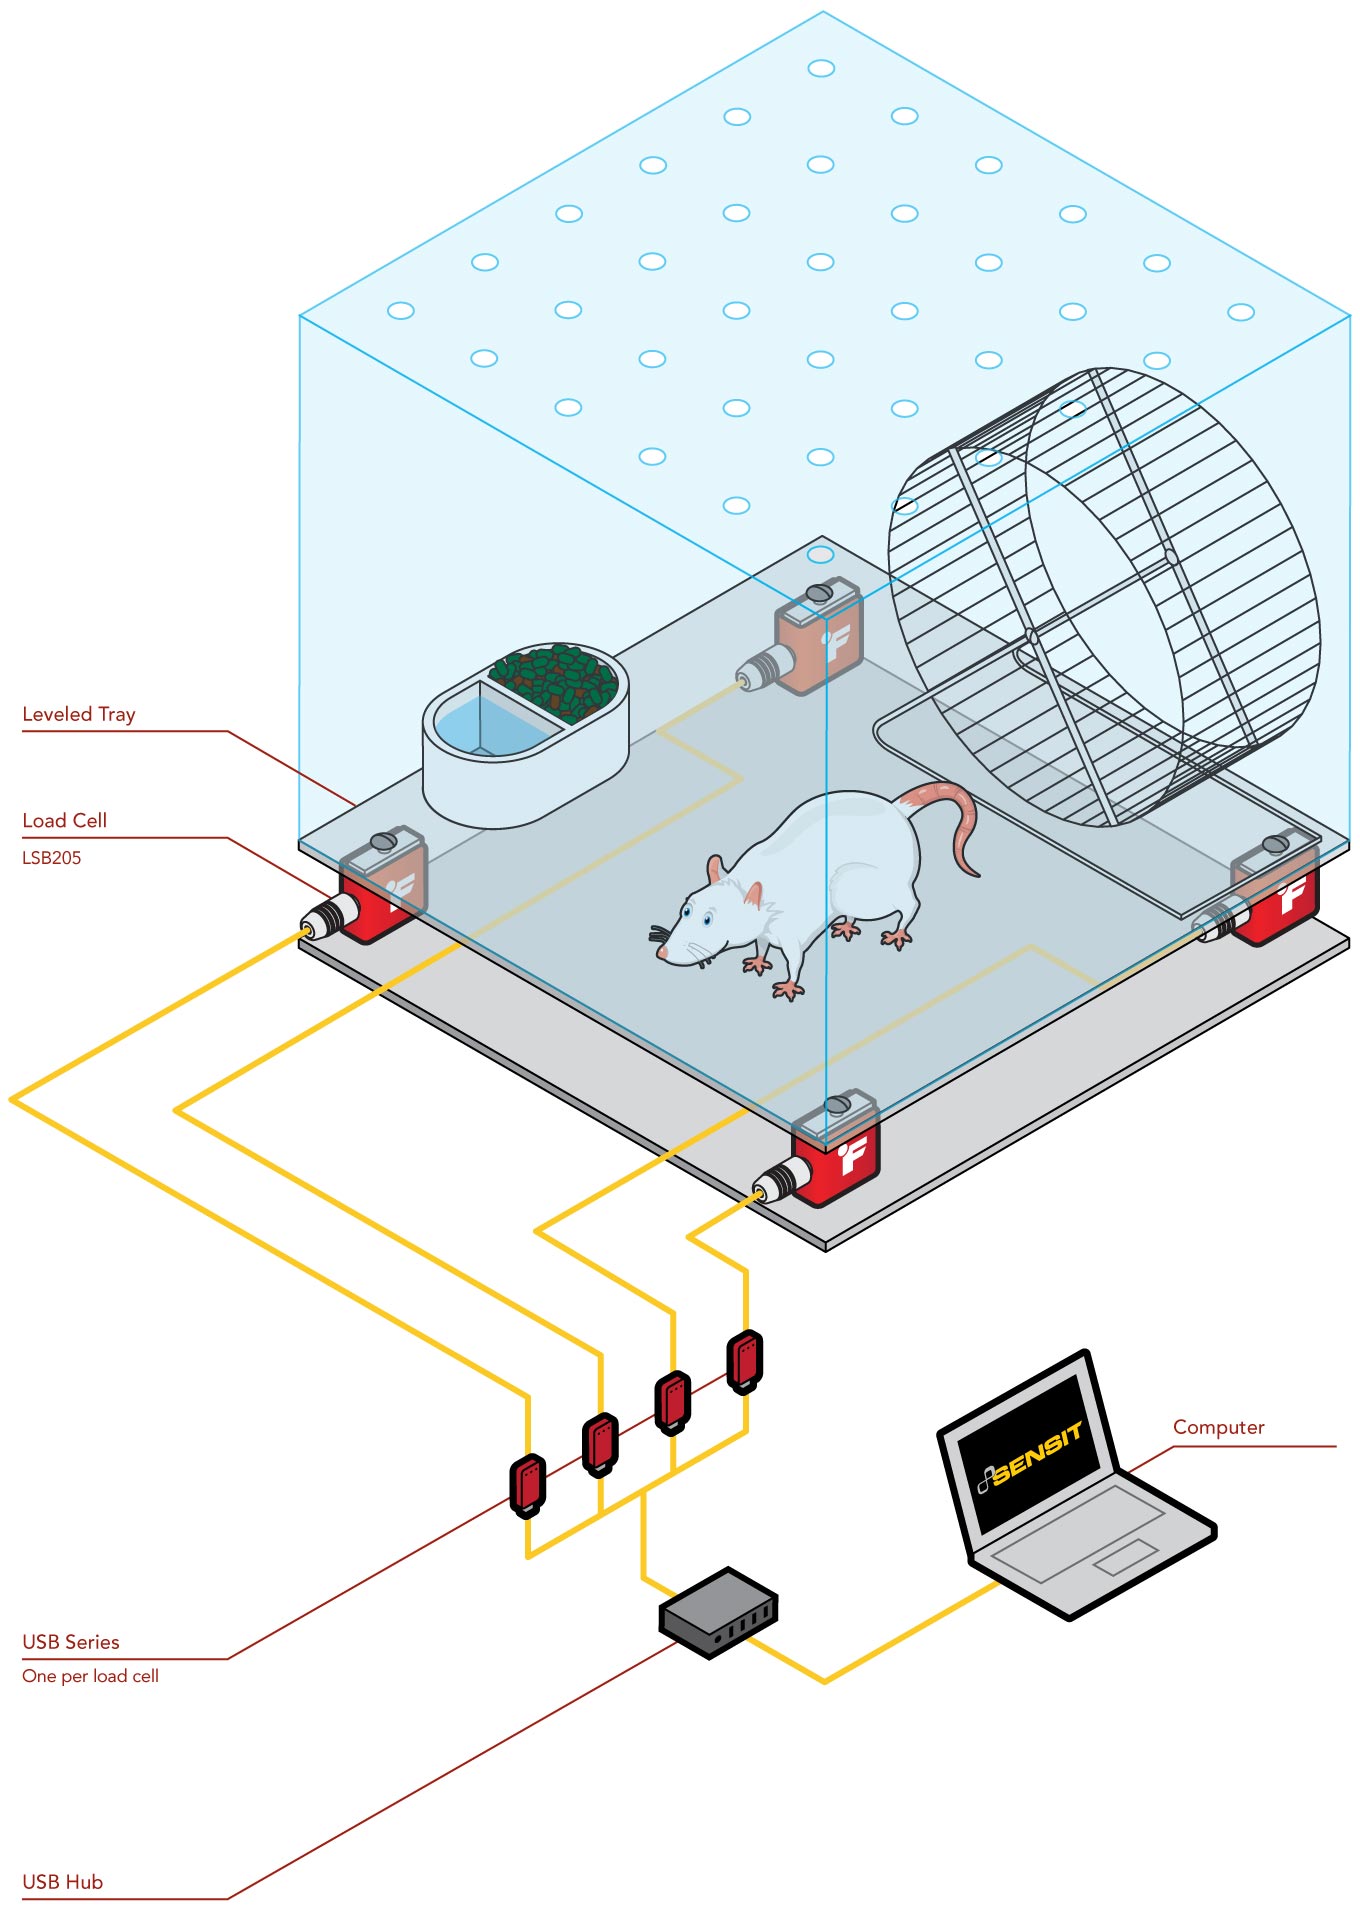 Leveled Tray
Load Cell
LSB205
SENSIT
Computer
USB Series
One per load cell
USB Hub